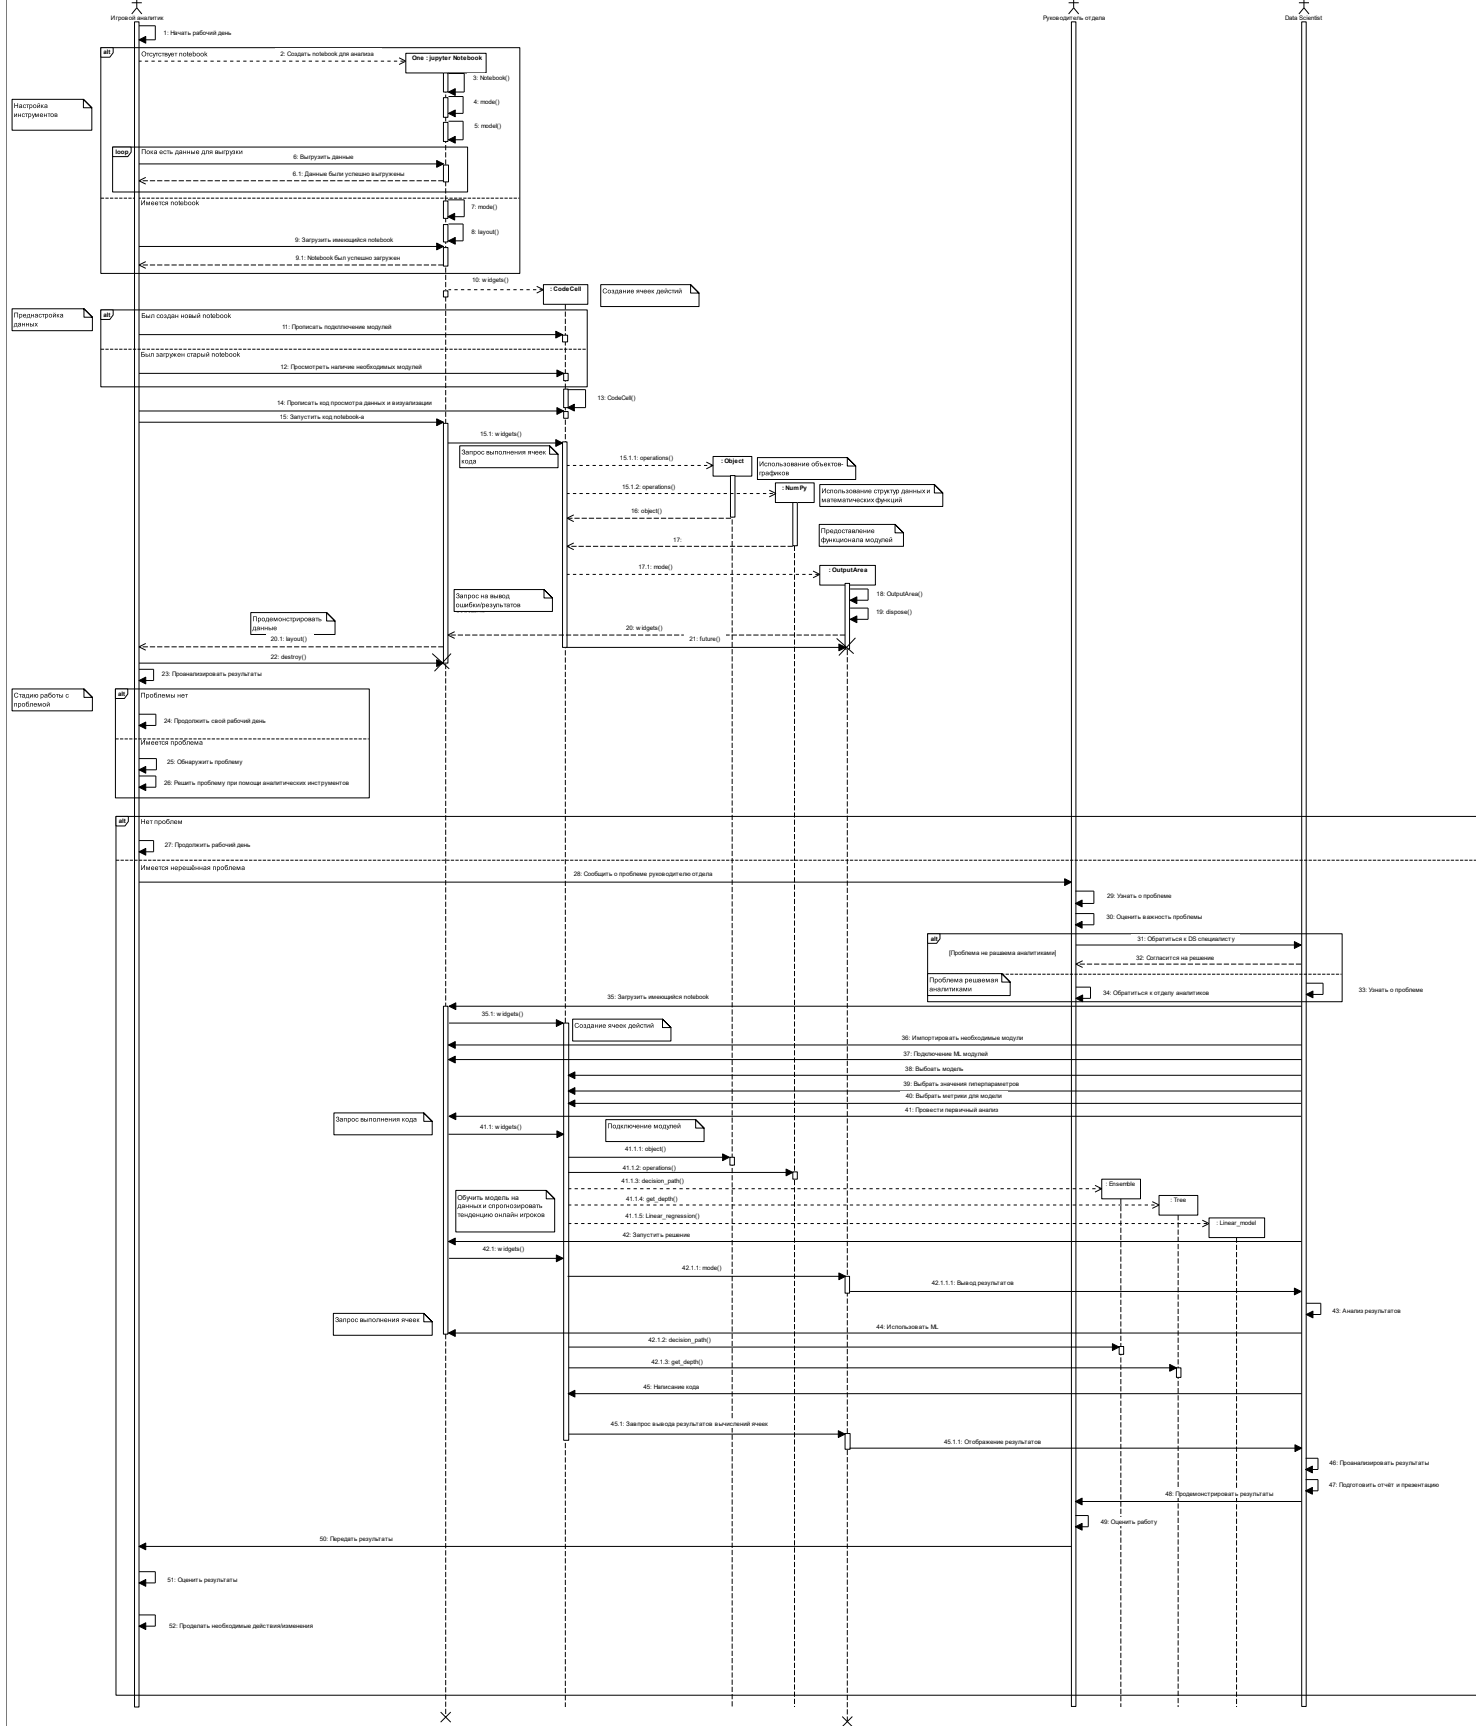 Игровой аналитик
Руководитель отдела
Data Scientist
1: Начать рабочий день
alt
Отсутствует notebook
2: Создать notebook для анализа
One : jupyter Notebook
3: Notebook()
4: mode()
Настройка
инструментов
5: model()
loop
Пока есть данные для выгрузки
6: Выгрузить данные
6.1: Данные были успешно выгружены
Имеется notebook
7: mode()
8: layout()
9: Загрузить имеющийся notebook
9.1: Notebook был успешно загружен
10: widgets()
: CodeCell
Создание ячеек дейстий
Преднастройка
данных
alt
Был создан новый notebook
11: Прописать подключение модулей
Был загружен старый notebook
12: Просмотреть наличие необходимых модулей
13: CodeCell()
14: Прописать код просмотра данных и визуализации
15: Запустить код notebook-а
15.1: widgets()
Запрос выполнения ячеек
кода
15.1.1: operations()
: Object
Использование объектов-
графиков
15.1.2: operations()
: NumPy
Использование структур данных и
математических функций
16: object()
Предоставление
функционала модулей
17:
17.1: mode()
: OutputArea
Запрос на вывод
ошибки/результатов
18: OutputArea()
19: dispose()
Продемонстрировать
данные
20: widgets()
20.1: layout()
21: future()
22: destroy()
23: Проанализировать результаты
Стадию работы с
проблемой
alt
Проблемы нет
24: Продолжить свой рабочий день
Имеется проблема
25: Обнаружить проблему
26: Решить проблему при помощи аналитических инструментов
alt
Нет проблем
27: Продолжить рабочий день
Имеется нерешённая проблема
28: Сообщить о проблеме руководителю отдела
29: Узнать о проблеме
30: Оценить важность проблемы
alt
31: Обратиться к DS специалисту
[Проблема не рашаема аналитиками]
32: Согласится на решение
Проблема решаемая
аналитиками
33: Узнать о проблеме
34: Обратиться к отделу аналитиков
35: Загрузить имеющийся notebook
35.1: widgets()
Создание ячеек дейстий
36: Импортировать необходимые модули
37: Подключение ML модулей
38: Выбоать модель
39: Выбрать значения гиперпараметров
40: Выбрать метрики для модели
41: Провести первичный анализ
Запрос выполнения кода
41.1: widgets()
Подключение модулей
41.1.1: object()
41.1.2: operations()
41.1.3: decision_path()
: Ensemble
Обучить модель на
данных и спрогнозировать
тенденцию онлайн игроков
41.1.4: get_depth()
: Tree
41.1.5: Linear_regression()
: Linear_model
42: Запустить решение
42.1: widgets()
42.1.1: mode()
42.1.1.1: Вывод результатов
43: Анализ результатов
Запрос выполнения ячеек
44: Использовать ML
42.1.2: decision_path()
42.1.3: get_depth()
45: Написание кода
45.1: Завпрос вывода результатов вычислений ячеек
45.1.1: Отображение результатов
46: Проанализировать результаты
47: Подготовить отчёт и презентацию
48: Продемонстрировать результаты
49: Оценить работу
50: Передать результаты
51: Оценить результаты
52: Проделать необходимые действия/изменения